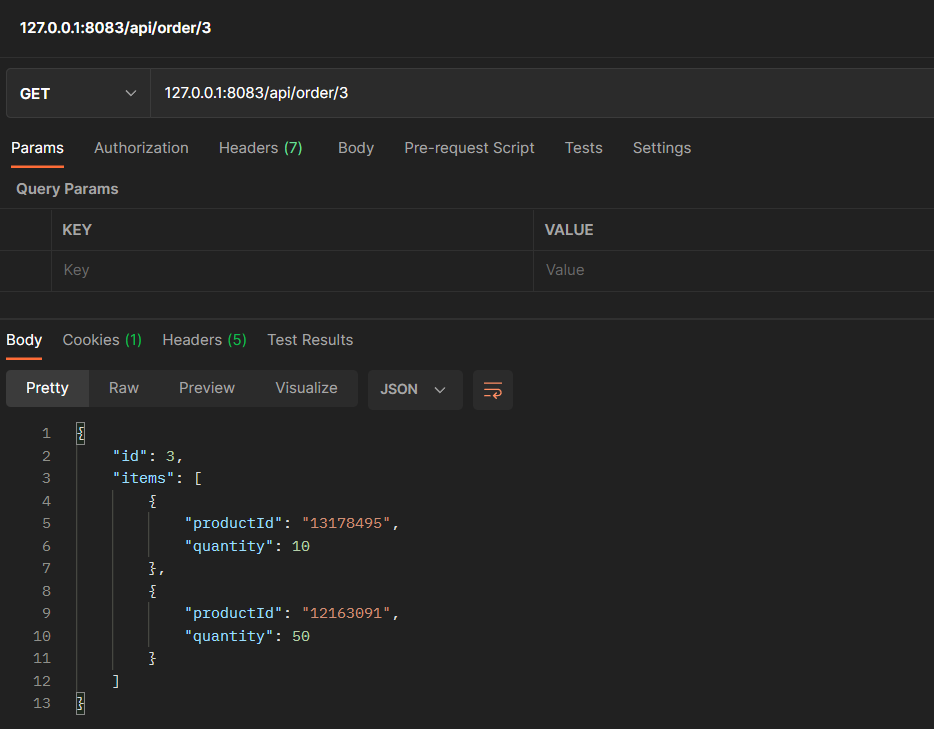 127.0.0.1:8083/api/order/3
GET 127.0.0.1:8083/api/order/3
Params Authorization Headers (7) Body Pre-request Script Tests Settings
Query Params
KEY VALUE
Key Value
Body Cookies (1) Headers (5) Test Results
Pretty Raw Preview Visualize JSON
1 {
2 "id": 3,
3 "items": [
4 {
5 "productId": "13178495",
6 "quantity": 10
7 },
8 {
9 "productId": "12163091",
10 "quantity": 50
11 }
12 ]
13 }